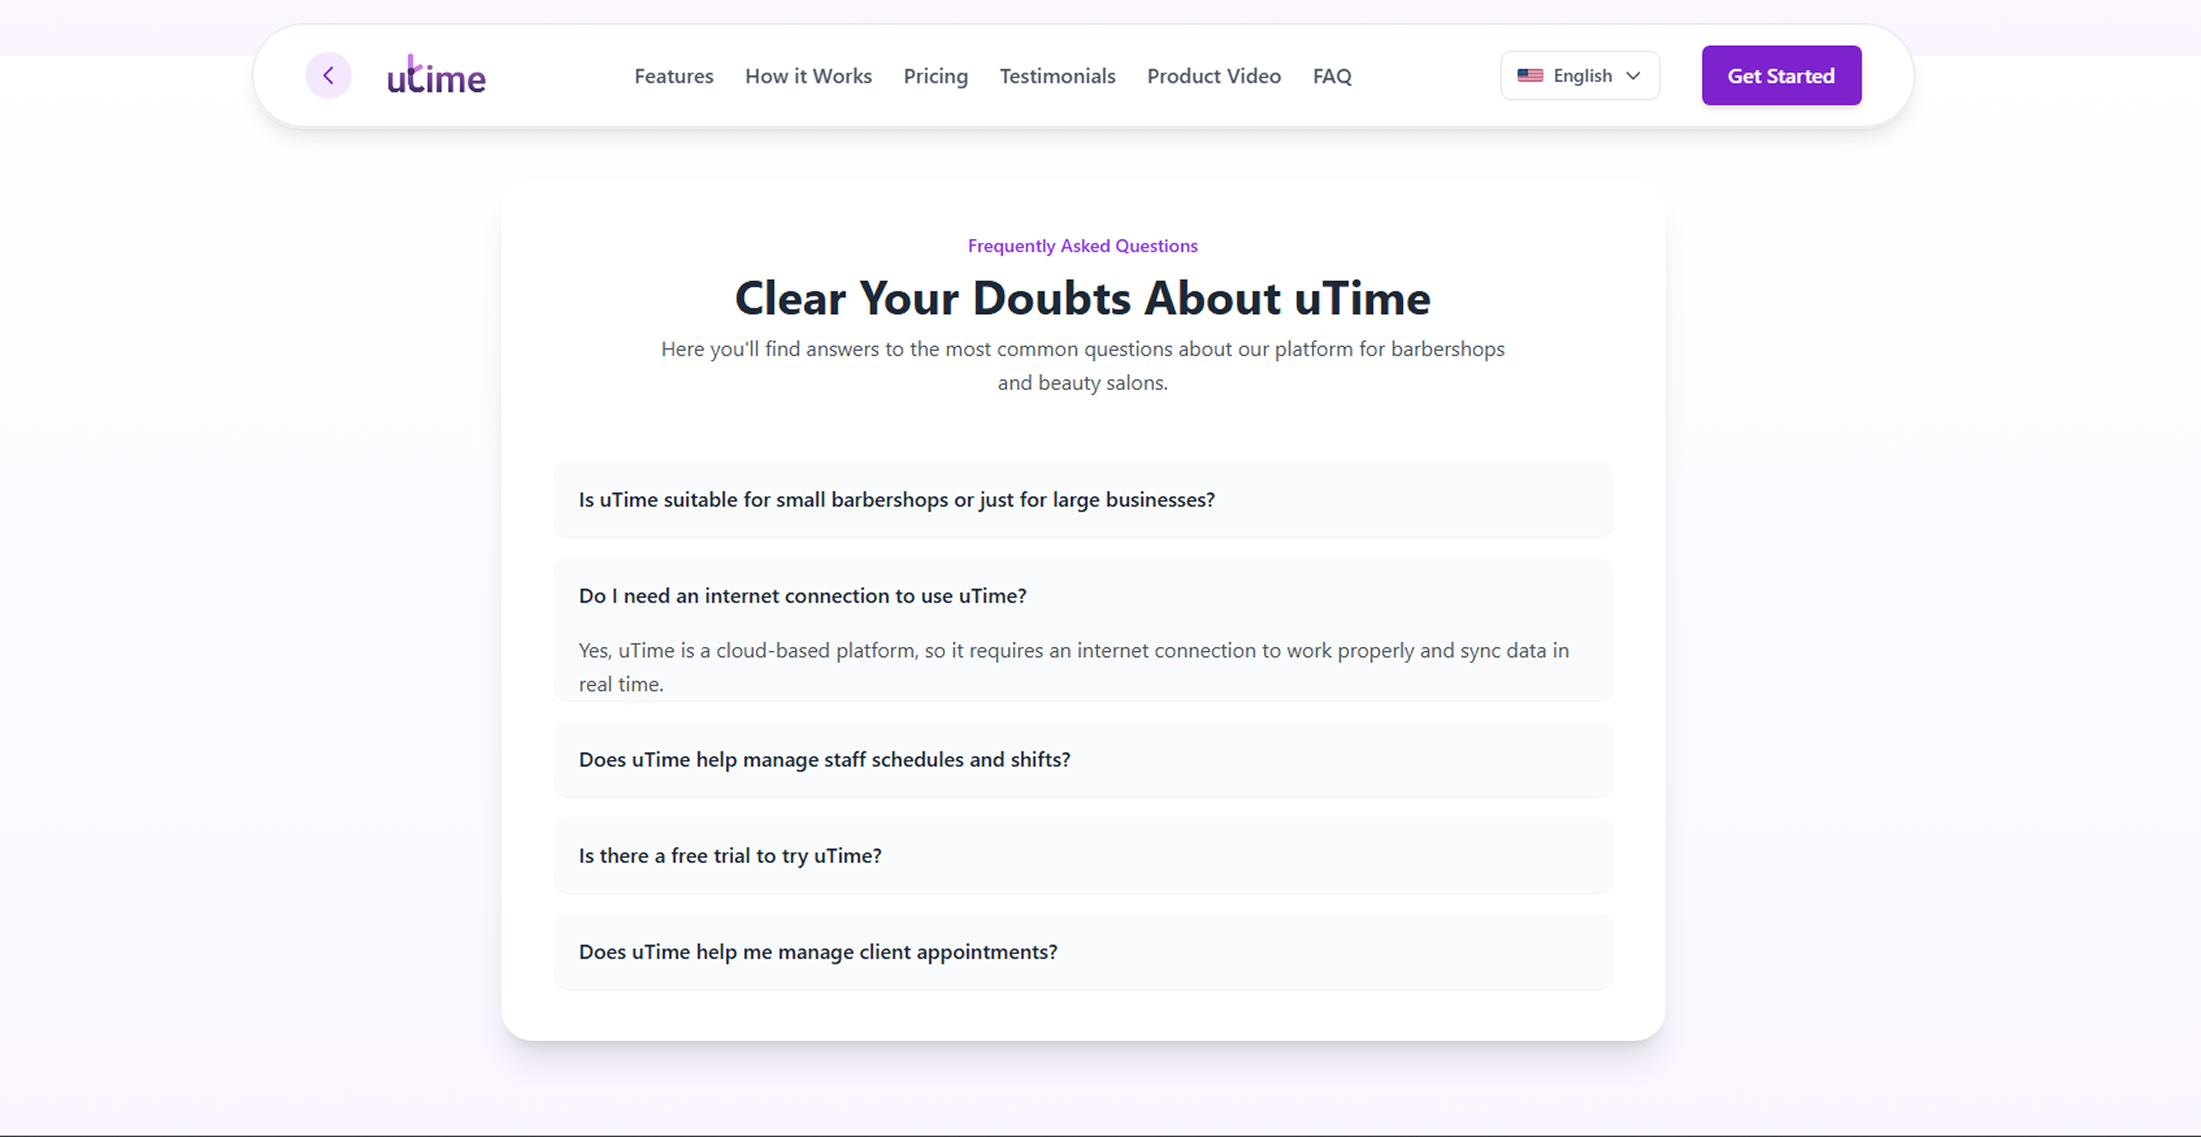 utime
Features
How it Works
Pricing
Testimonials
Product Video
FAQ
English
Get Started
Frequently Asked Questions
Clear Your Doubts About uTime
Here you'll find answers to the most common questions about our platform for barbershops
and beauty salons.
Is uTime suitable for small barbershops or just for large businesses?
Do I need an internet connection to use uTime?
Yes, uTime is a cloud-based platform, so it requires an internet connection to work properly and sync data in
real time.
Does uTime help manage staff schedules and shifts?
Is there a free trial to try uTime?
Does uTime help me manage client appointments?